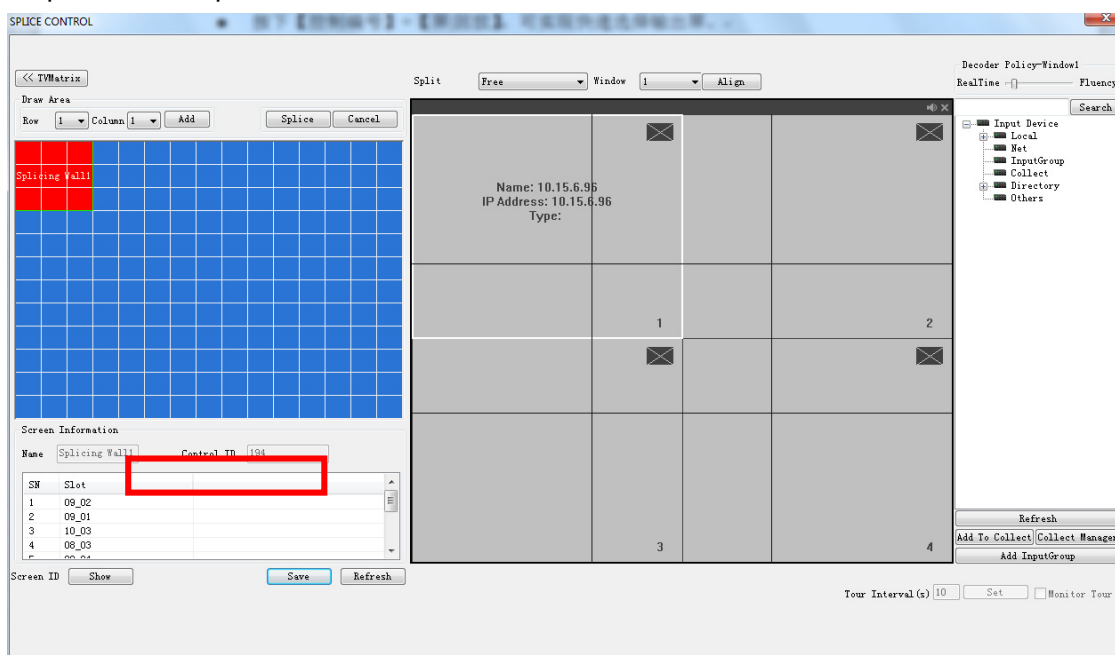 SPLICE CONTROL
<< TVMatrix
Split Free Window 1 Align
Decoder Policy-Window1
RealTime Fluency
Draw Area
Row 1 Column 1 Add Splice Cancel
Search
Splicing Wall1
Input Device
Local
Net
InputGroup
Collect
Directory
Others
Name: 10.15.6.96
IP Address: 10.15.6.96
Type:
1
2
3
4
Screen Information
Name Splicing Wall1 Control ID 194
SN Slot
1 09_02
2 09_01
3 10_03
4 08_03
Screen ID Show Save Refresh
Refresh
Add To Collect Collect Manager
Add InputGroup
Tour Interval(s) 10 Set Monitor Tour